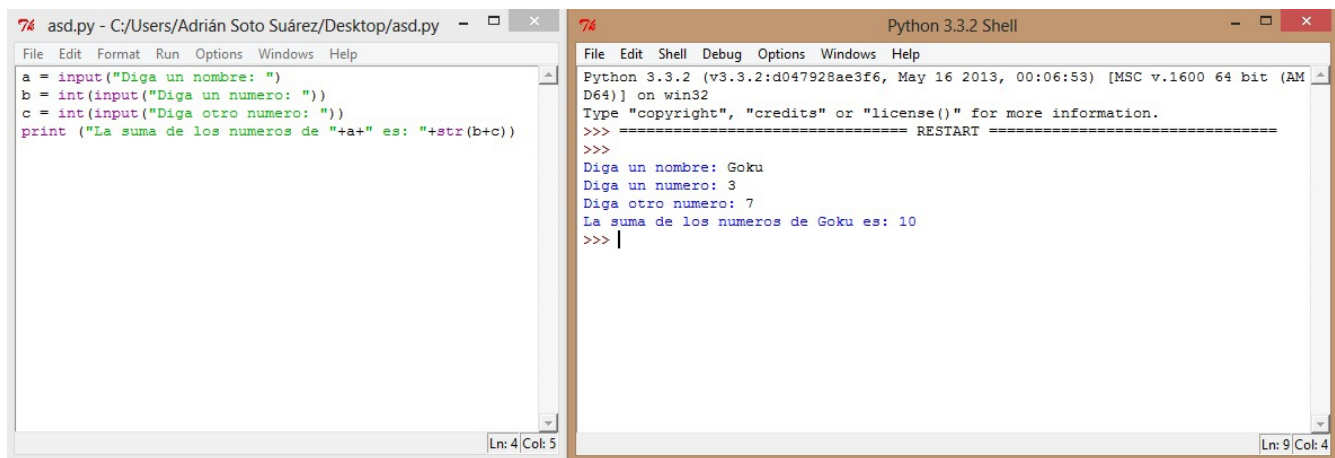 asd.py - C:/Users/Adrián Soto Suárez/Desktop/asd.py
File Edit Format Run Options Windows Help
a = input("Diga un nombre: ")
b = int(input("Diga un numero: "))
c = int(input("Diga otro numero: "))
print ("La suma de los numeros de "+a+" es: "+str(b+c))
Ln: 4 Col: 5
Python 3.3.2 Shell
File Edit Shell Debug Options Windows Help
Python 3.3.2 (v3.3.2:d047928ae3f6, May 16 2013, 00:06:53) [MSC v.1600 64 bit (AM
D64)] on win32
Type "copyright", "credits" or "license()" for more information.
>>> ================================ RESTART ================================
>>>
Diga un nombre: Goku
Diga un numero: 3
Diga otro numero: 7
La suma de los numeros de Goku es: 10
>>>
Ln: 9 Col: 4